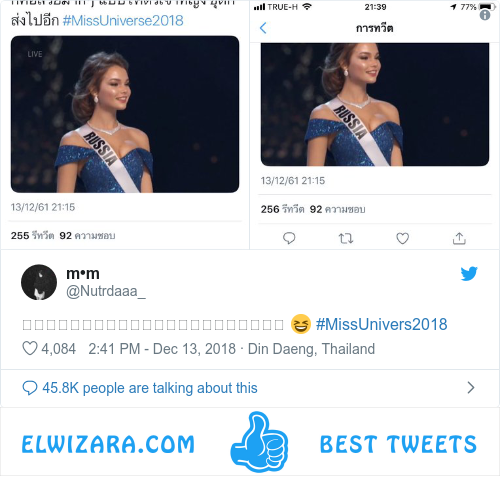 ส่งไปอีก #MissUniverse2018
LIVE
RUSSIA
13/12/61 21:15
255 รีทวีต 92 ความชอบ
TRUE-H 21:39 77%
การทวีต
RUSSIA
13/12/61 21:15
256 รีทวีต 92 ความชอบ
m•m
@Nutrdaaa_
😆 #MissUnivers2018
4,084 2:41 PM - Dec 13, 2018 · Din Daeng, Thailand
45.8K people are talking about this
ELWIZARA.COM BEST TWEETS